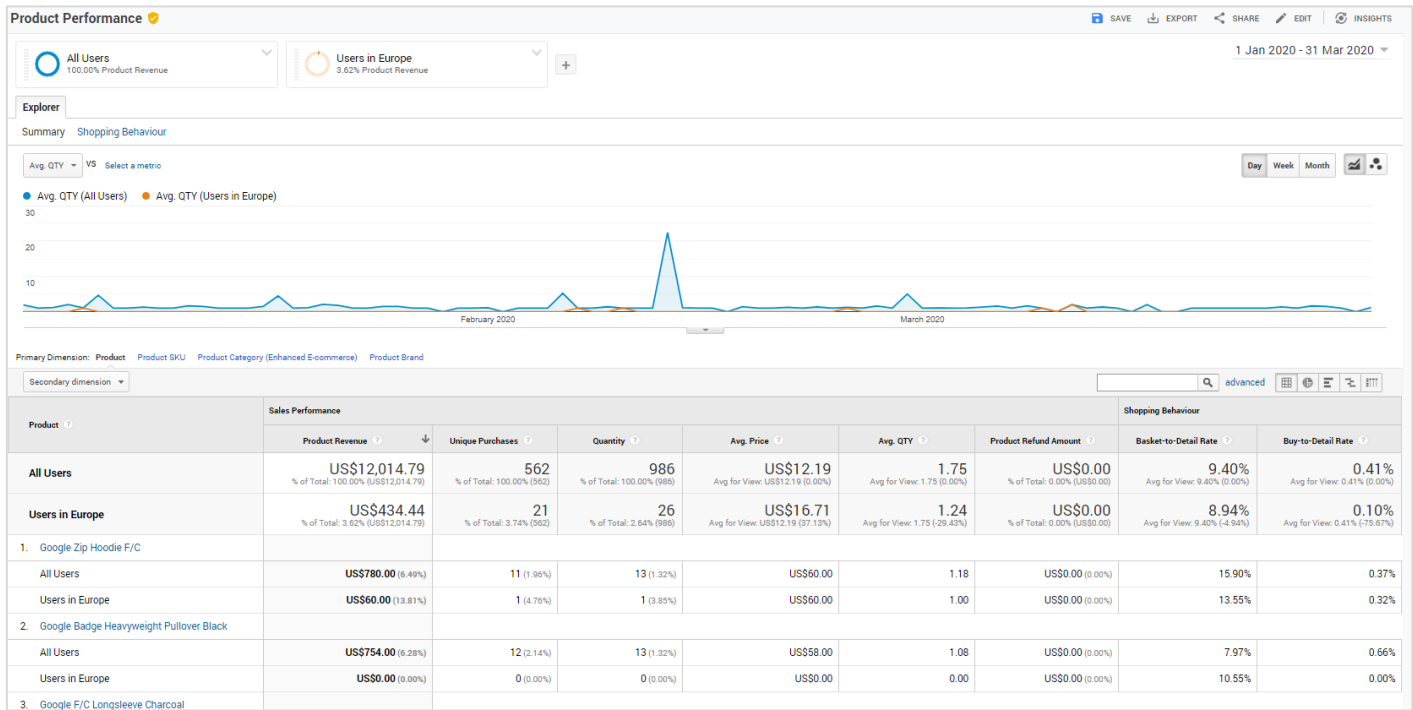 Product Performance
SAVE EXPORT SHARE EDIT INSIGHTS
All Users
100.00% Product Revenue
Users in Europe
3.62% Product Revenue
+
1 Jan 2020 - 31 Mar 2020
Explorer
Summary Shopping Behaviour
Avg. QTY VS Select a metric
Day Week Month
Avg. QTY (All Users) Avg. QTY (Users in Europe)
30
20
10
February 2020 March 2020
Primary Dimension: Product Product SKU Product Category (Enhanced E-commerce) Product Brand
Secondary dimension
advanced
Product ? Sales Performance Shopping Behaviour
Product Revenue ? Unique Purchases ? Quantity ? Avg. Price ? Avg. QTY ? Product Refund Amount ? Basket-to-Detail Rate ? Buy-to-Detail Rate ?
All Users US$12,014.79 562 986 US$12.19 1.75 US$0.00 9.40% 0.41%
% of Total: 100.00% (US$12,014.79) % of Total: 100.00% (562) % of Total: 100.00% (986) Avg for View: US$12.19 (0.00%) Avg for View: 1.75 (0.00%) % of Total: 0.00% (US$0.00) Avg for View: 9.40% (0.00%) Avg for View: 0.41% (0.00%)
Users in Europe US$434.44 21 26 US$16.71 1.24 US$0.00 8.94% 0.10%
% of Total: 3.62% (US$12,014.79) % of Total: 3.74% (562) % of Total: 2.64% (986) Avg for View: US$12.19 (37.13%) Avg for View: 1.75 (-29.43%) % of Total: 0.00% (US$0.00) Avg for View: 9.40% (-4.94%) Avg for View: 0.41% (-75.67%)
1. Google Zip Hoodie F/C
All Users US$780.00 (6.49%) 11 (1.96%) 13 (1.32%) US$60.00 1.18 US$0.00 (0.00%) 15.90% 0.37%
Users in Europe US$60.00 (13.81%) 1 (4.76%) 1 (3.85%) US$60.00 1.00 US$0.00 (0.00%) 13.55% 0.32%
2. Google Badge Heavyweight Pullover Black
All Users US$754.00 (6.28%) 12 (2.14%) 13 (1.32%) US$58.00 1.08 US$0.00 (0.00%) 7.97% 0.66%
Users in Europe US$0.00 (0.00%) 0 (0.00%) 0 (0.00%) US$0.00 0.00 US$0.00 (0.00%) 10.55% 0.00%
3. Google F/C Longsleeve Charcoal